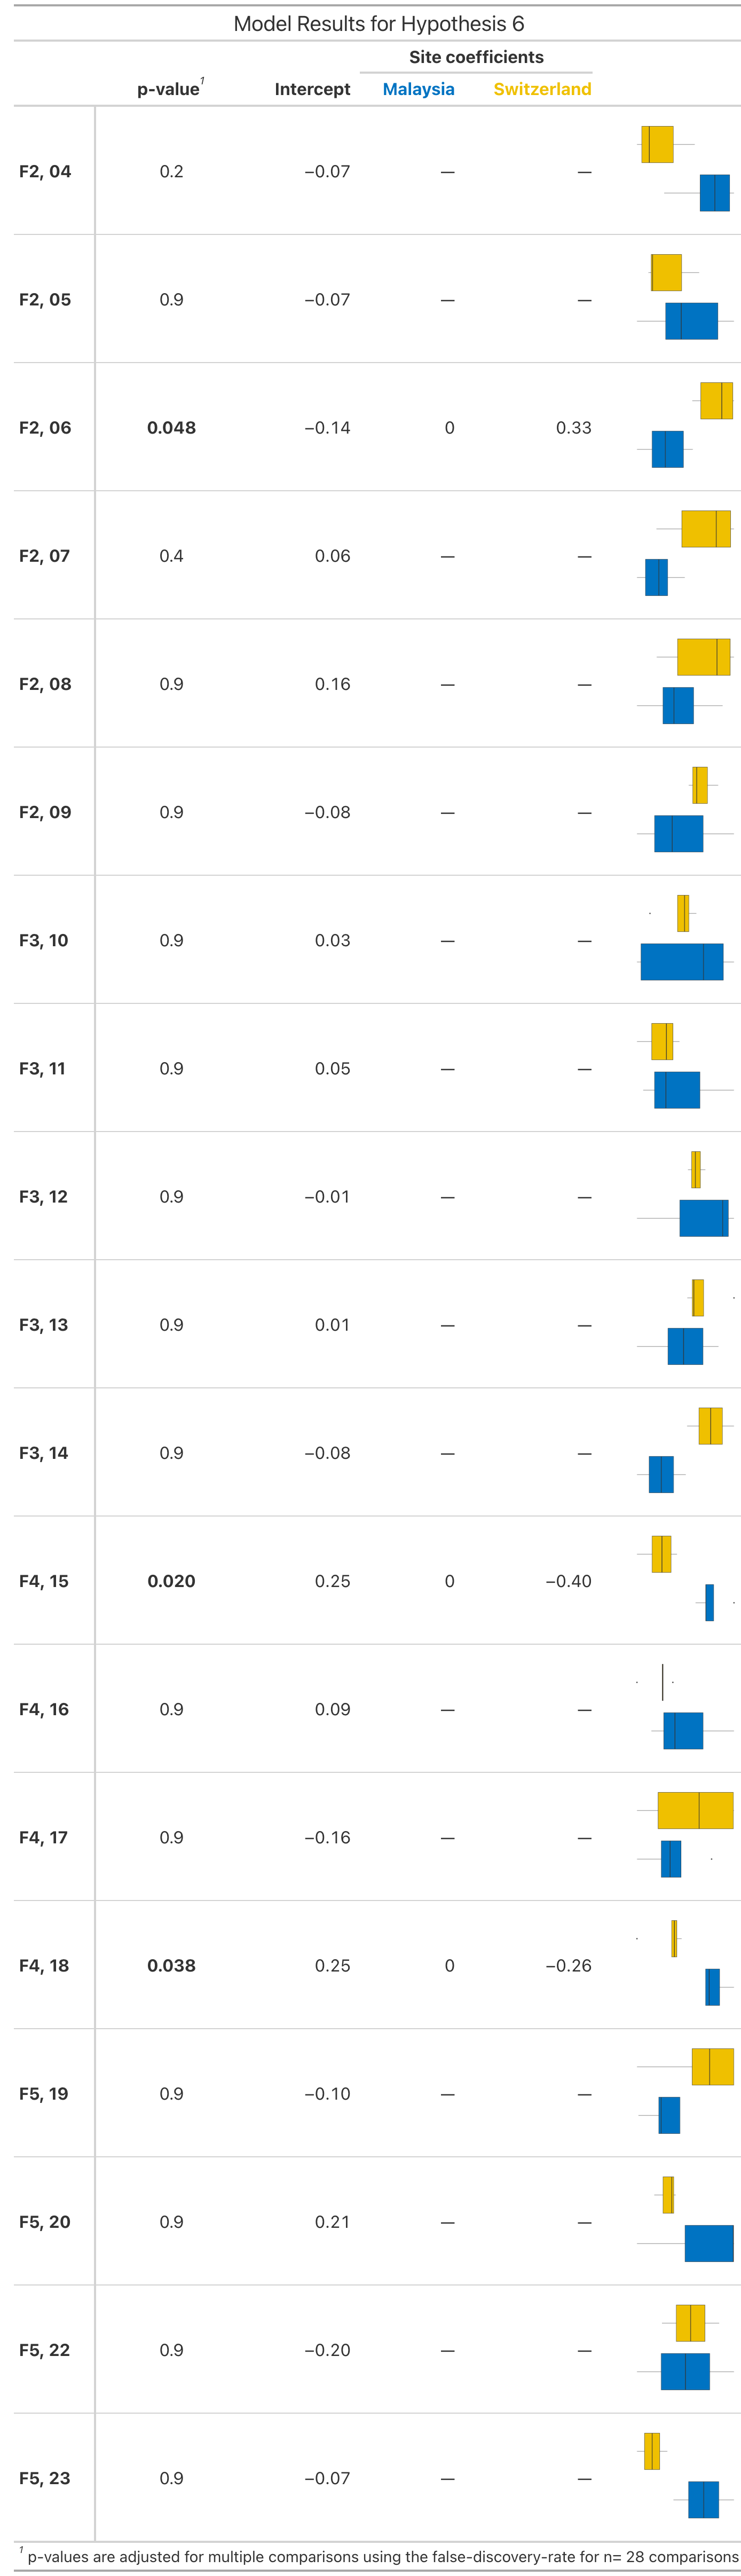 Model Results for Hypothesis 6
Site coefficients
p-value1 Intercept Malaysia Switzerland
F2, 04 0.2 −0.07 — —
F2, 05 0.9 −0.07 — —
F2, 06 0.048 −0.14 0 0.33
F2, 07 0.4 0.06 — —
F2, 08 0.9 0.16 — —
F2, 09 0.9 −0.08 — —
F3, 10 0.9 0.03 — —
F3, 11 0.9 0.05 — —
F3, 12 0.9 −0.01 — —
F3, 13 0.9 0.01 — —
F3, 14 0.9 −0.08 — —
F4, 15 0.020 0.25 0 −0.40
F4, 16 0.9 0.09 — —
F4, 17 0.9 −0.16 — —
F4, 18 0.038 0.25 0 −0.26
F5, 19 0.9 −0.10 — —
F5, 20 0.9 0.21 — —
F5, 22 0.9 −0.20 — —
F5, 23 0.9 −0.07 — —
1 p-values are adjusted for multiple comparisons using the false-discovery-rate for n= 28 comparisons